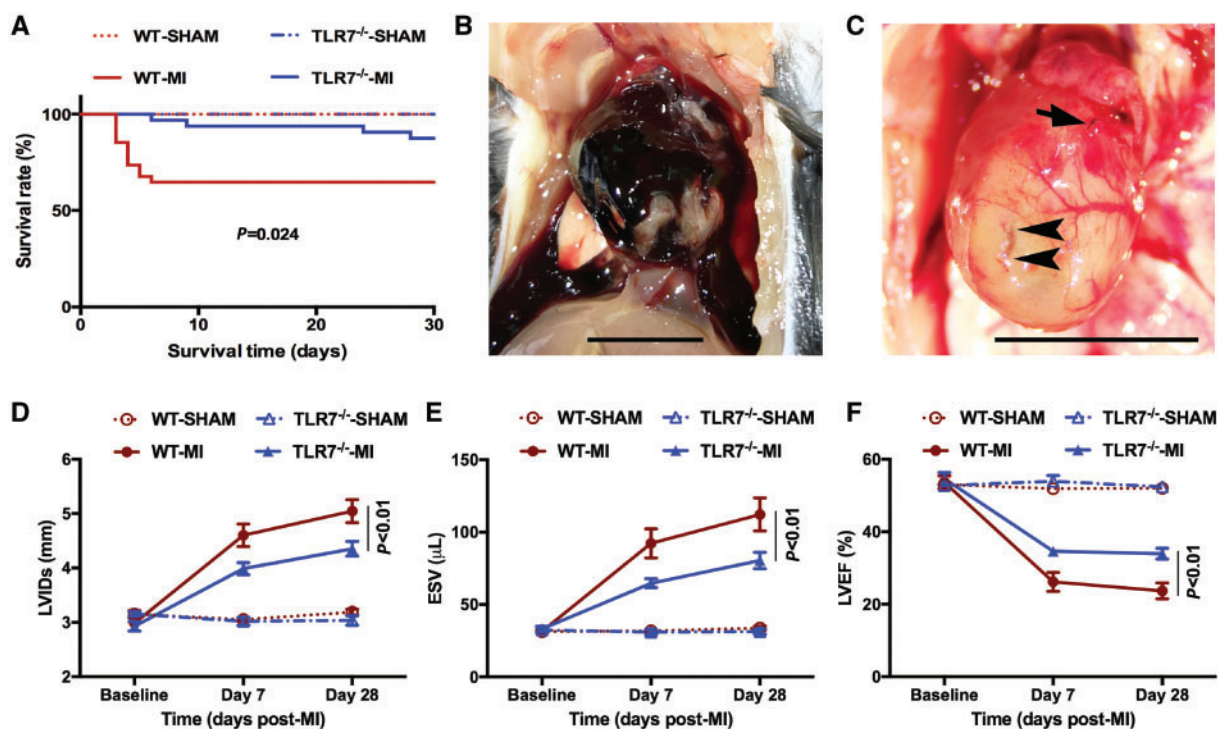 A
WT-SHAM TLR7-/--SHAM
WT-MI TLR7-/--MI
100
50
0
Survival rate (%)
P=0.024
0 10 20 30
Survival time (days)
B
C
D
WT-SHAM TLR7-/--SHAM
WT-MI TLR7-/--MI
6
5
4
3
2
LVIDs (mm)
P<0.01
Baseline Day 7 Day 28
Time (days post-MI)
E
WT-SHAM TLR7-/--SHAM
WT-MI TLR7-/--MI
150
100
50
0
ESV (μL)
P<0.01
Baseline Day 7 Day 28
Time (days post-MI)
F
WT-SHAM TLR7-/--SHAM
WT-MI TLR7-/--MI
60
40
20
0
LVEF (%)
P<0.01
Baseline Day 7 Day 28
Time (days post-MI)